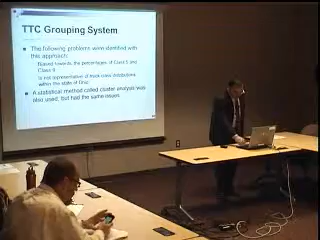 TTC Grouping System
The following problems were identified with
this approach:
Biased towards the percentages of Class 5 and
Class 9
Is not representative of truck class distributions
within the state of Ohio
A statistical method called cluster analysis was
also used, but had the same issues